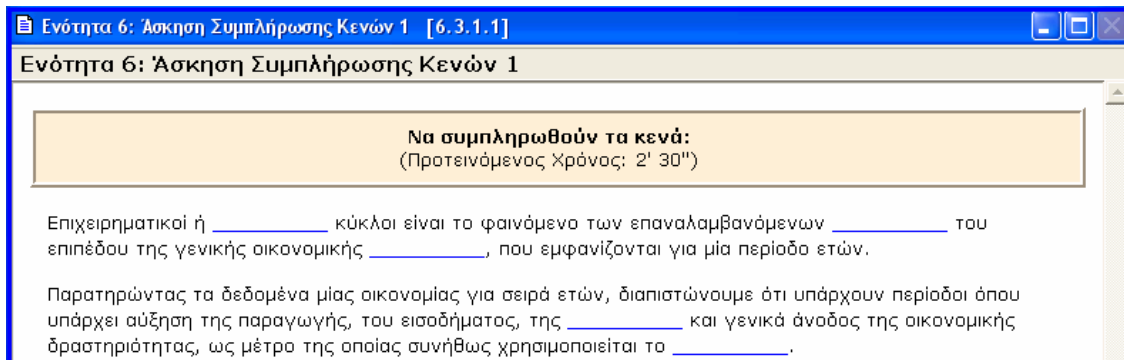 Ενότητα 6: Άσκηση Συμπλήρωσης Κενών 1 [6.3.1.1]
Ενότητα 6: Άσκηση Συμπλήρωσης Κενών 1
Να συμπληρωθούν τα κενά:
(Προτεινόμενος Χρόνος: 2' 30")
Επιχειρηματικοί ή __________ κύκλοι είναι το φαινόμενο των επαναλαμβανόμενων __________ του
επιπέδου της γενικής οικονομικής __________, που εμφανίζονται για μία περίοδο ετών.
Παρατηρώντας τα δεδομένα μίας οικονομίας για σειρά ετών, διαπιστώνουμε ότι υπάρχουν περίοδοι όπου
υπάρχει αύξηση της παραγωγής, του εισοδήματος, της __________ και γενικά άνοδος της οικονομικής
δραστηριότητας, ως μέτρο της οποίας συνήθως χρησιμοποιείται το __________.